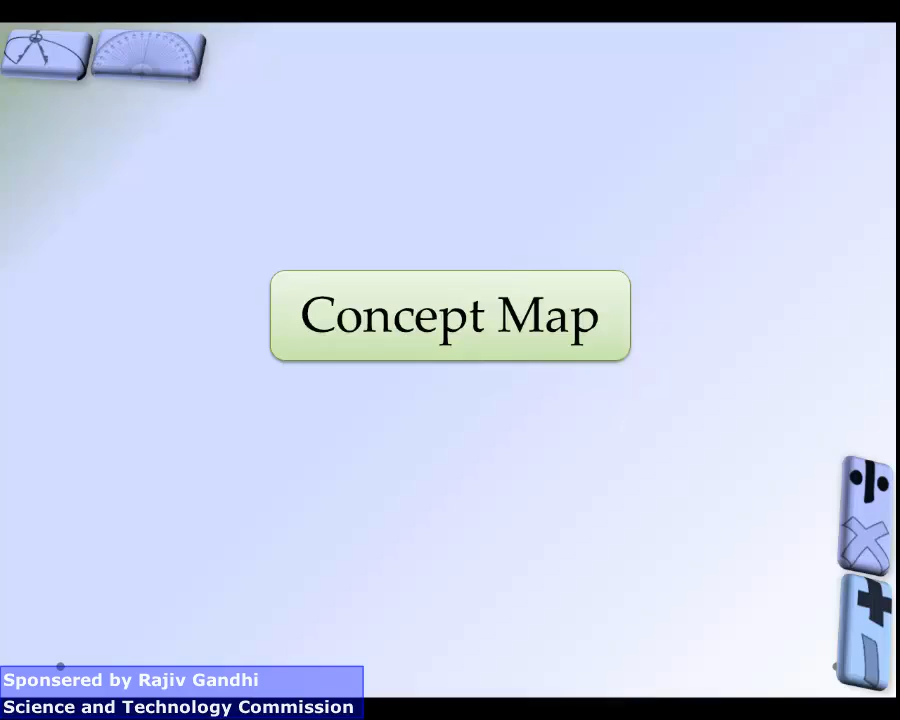 Concept Map
Sponsered by Rajiv Gandhi
Science and Technology Commission